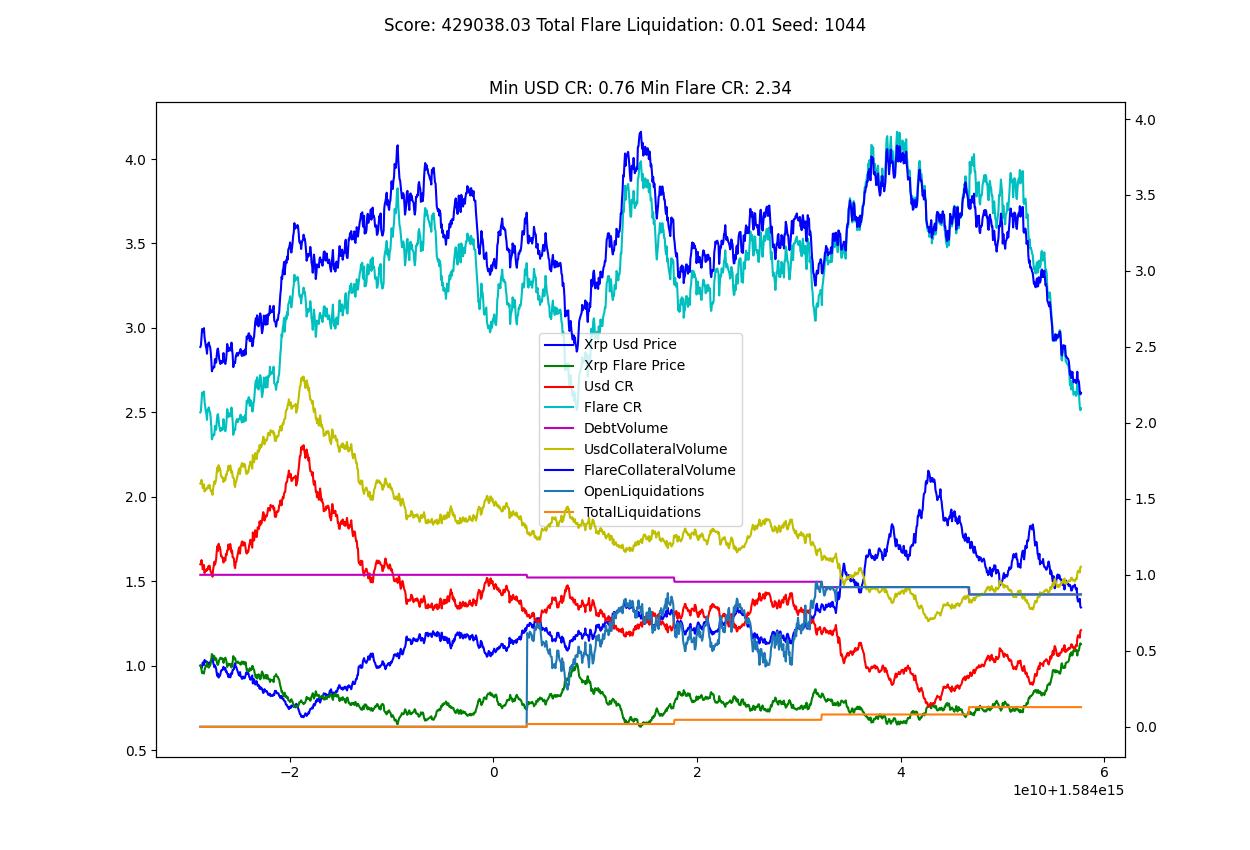 Score: 429038.03 Total Flare Liquidation: 0.01 Seed: 1044
Min USD CR: 0.76 Min Flare CR: 2.34
4.0
3.5
3.0
2.5
2.0
1.5
1.0
0.5
4.0
3.5
3.0
2.5
2.0
1.5
1.0
0.5
0.0
Xrp Usd Price
Xrp Flare Price
Usd CR
Flare CR
DebtVolume
UsdCollateralVolume
FlareCollateralVolume
OpenLiquidations
TotalLiquidations
−2 0 2 4 6
1e10+1.584e15